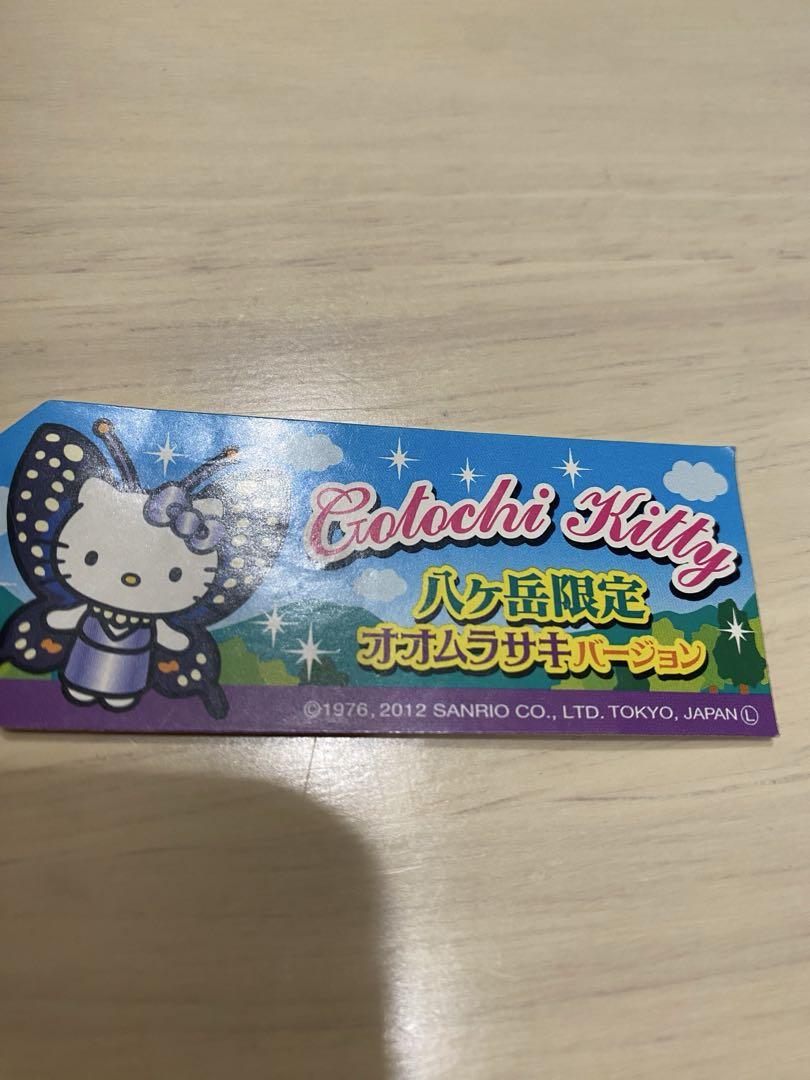 Gotochi Kitty
八ヶ岳限定
オオムラサキバージョン
©1976, 2012 SANRIO CO., LTD. TOKYO, JAPAN Ⓛ